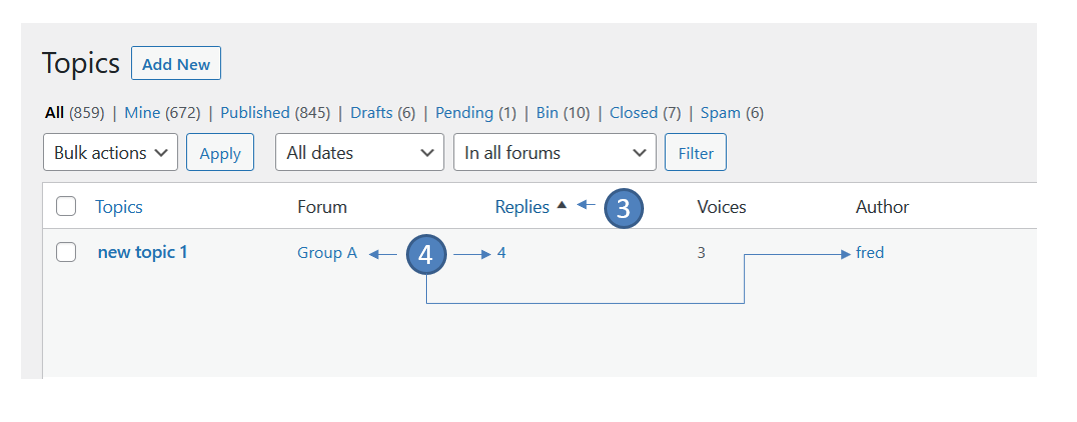 Topics Add New
All (859) | Mine (672) | Published (845) | Drafts (6) | Pending (1) | Bin (10) | Closed (7) | Spam (6)
Bulk actions Apply All dates In all forums Filter
Topics Forum Replies 3 Voices Author
new topic 1 Group A 4 4 3 fred